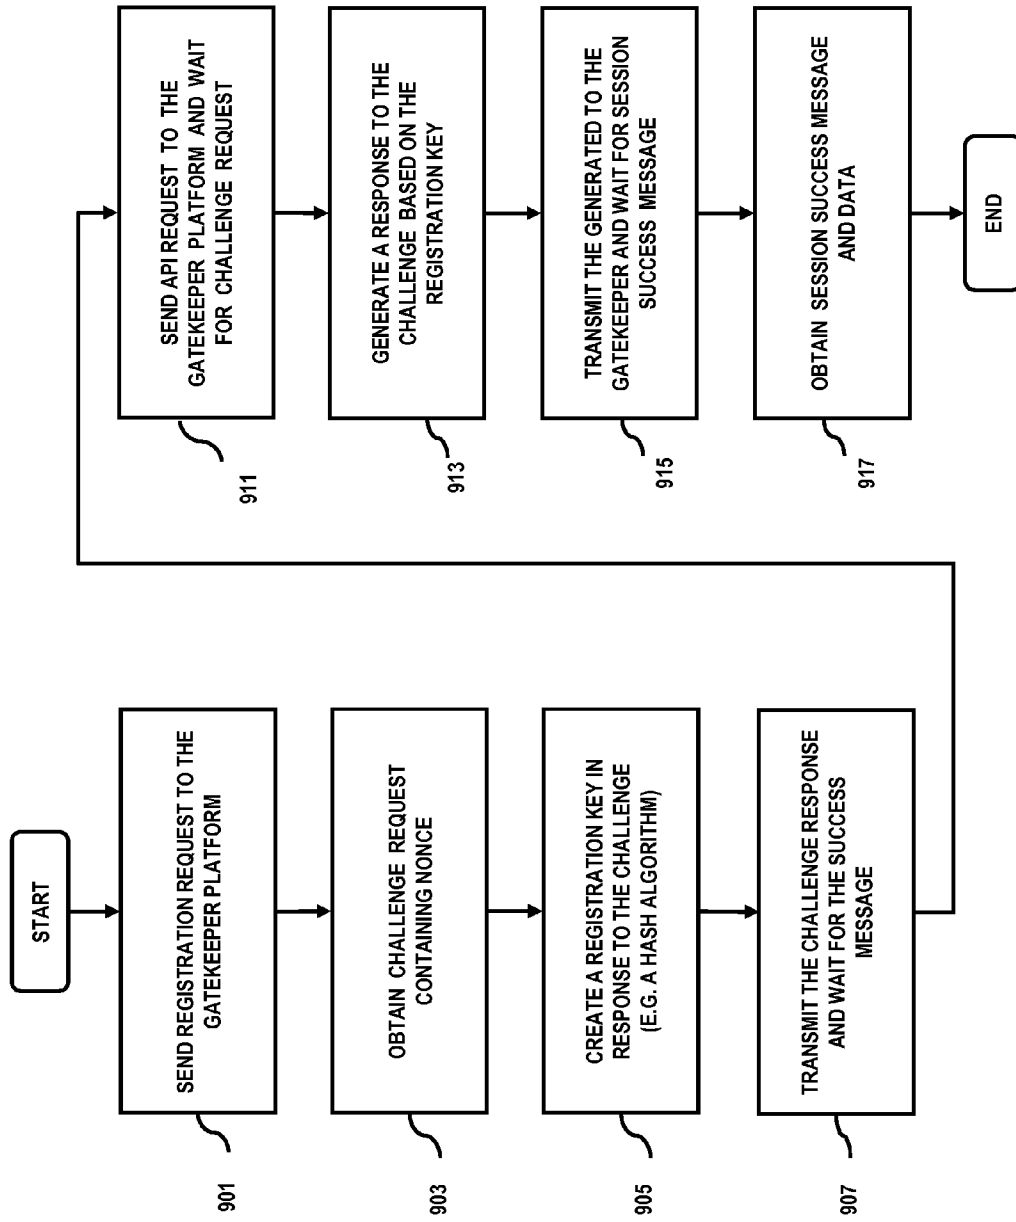 START
SEND REGISTRATION REQUEST TO THE
GATEKEEPER PLATFORM
901
OBTAIN CHALLENGE REQUEST
CONTAINING NONCE
903
CREATE A REGISTRATION KEY IN
RESPONSE TO THE CHALLENGE
(E.G. A HASH ALGORITHM)
905
TRANSMIT THE CHALLENGE RESPONSE
AND WAIT FOR THE SUCCESS
MESSAGE
907
SEND API REQUEST TO THE
GATEKEEPER PLATFORM AND WAIT
FOR CHALLENGE REQUEST
911
GENERATE A RESPONSE TO THE
CHALLENGE BASED ON THE
REGISTRATION KEY
913
TRANSMIT THE GENERATED TO THE
GATEKEEPER AND WAIT FOR SESSION
SUCCESS MESSAGE
915
OBTAIN SESSION SUCCESS MESSAGE
AND DATA
917
END